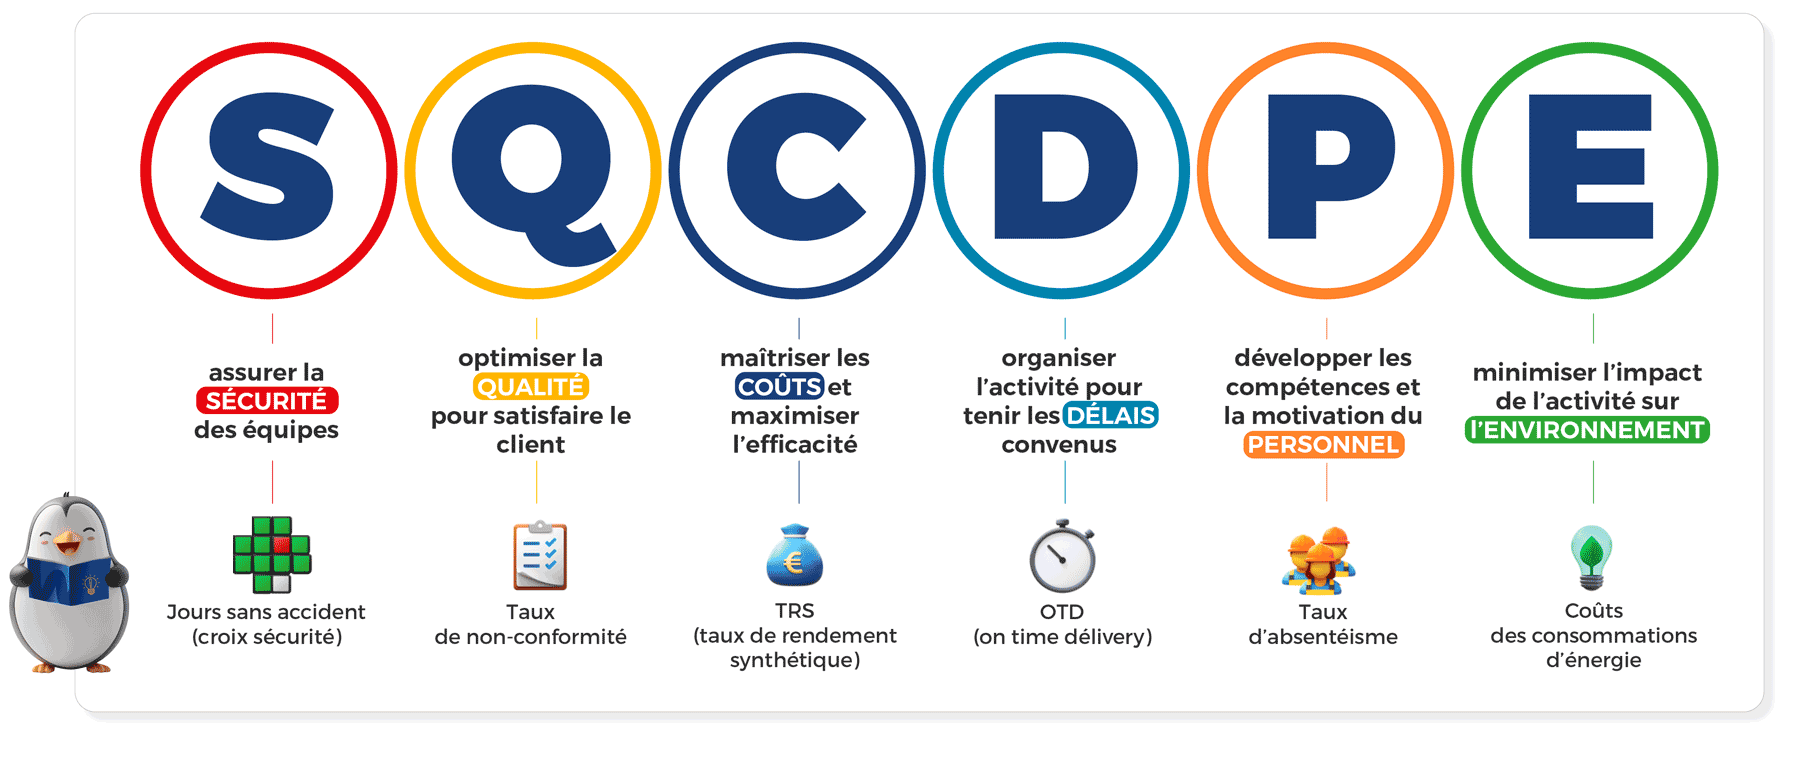 S
Q
C
D
P
E
assurer la
SÉCURITÉ
des équipes
optimiser la
QUALITÉ
pour satisfaire le
client
maîtriser les
COÛTS et
maximiser
l'efficacité
organiser
l'activité pour
tenir les DÉLAIS
convenus
développer les
compétences et
la motivation du
PERSONNEL
minimiser l'impact
de l'activité sur
l'ENVIRONNEMENT
Jours sans accident
(croix sécurité)
Taux
de non-conformité
€
TRS
(taux de rendement
synthétique)
OTD
(on time délivery)
Taux
d'absentéisme
Coûts
des consommations
d'énergie